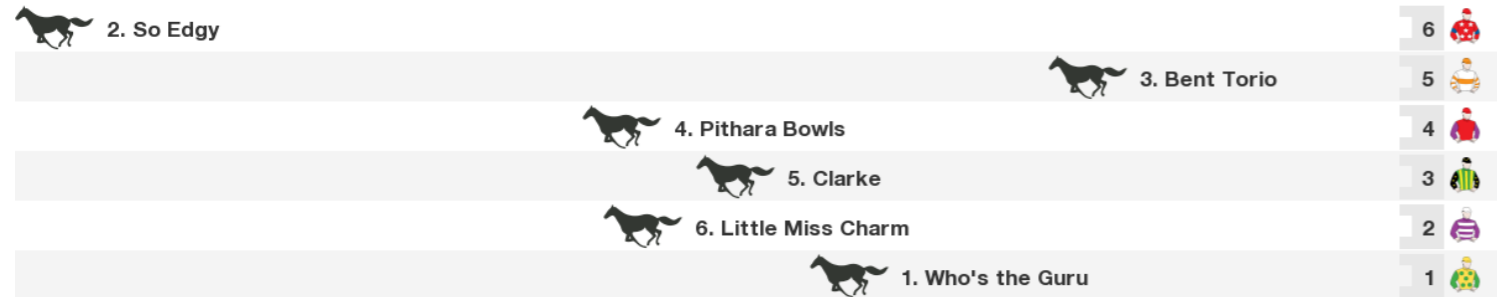 2. So Edgy 6
3. Bent Torio 5
4. Pithara Bowls 4
5. Clarke 3
6. Little Miss Charm 2
1. Who's the Guru 1